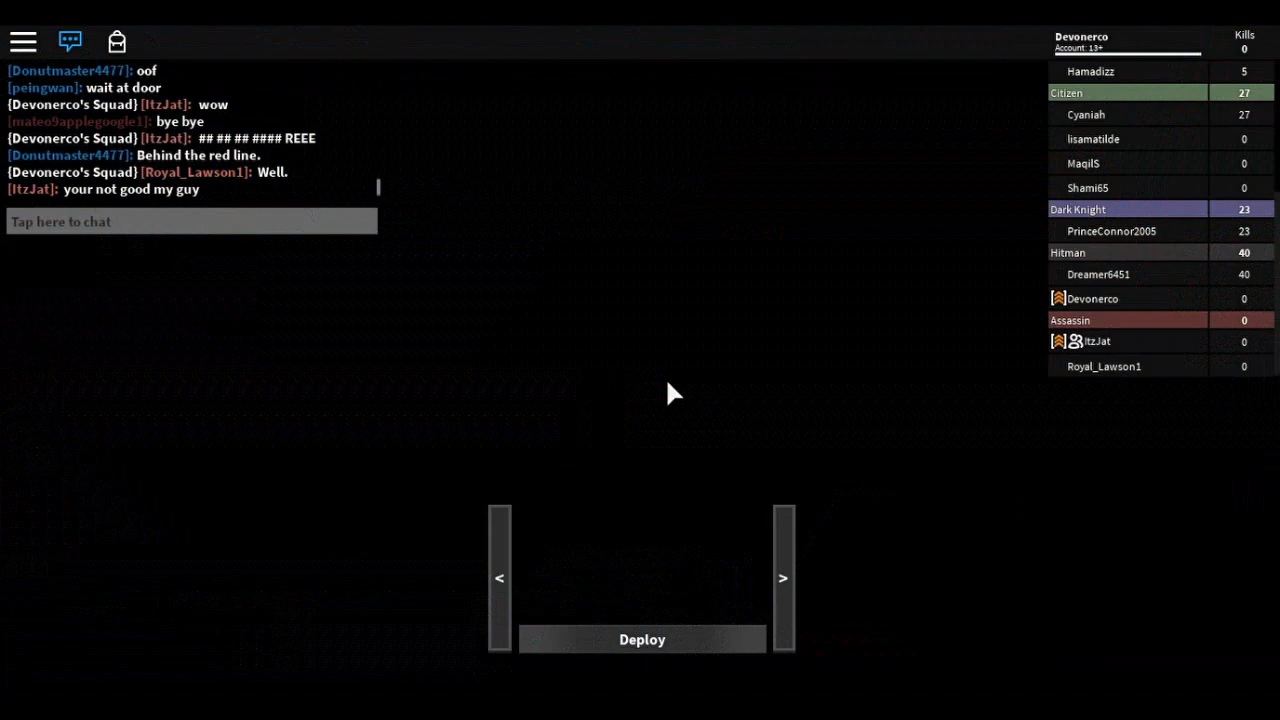 Devonerco
Account: 13+
Kills
0
[Donutmaster4477]: oof
[peingwan]: wait at door
{Devonerco's Squad} [ItzJat]: wow
[mateo9applegoogle1]: bye bye
{Devonerco's Squad} [ItzJat]: ## ## ## #### REEE
[Donutmaster4477]: Behind the red line.
{Devonerco's Squad} [Royal_Lawson1]: Well.
[ItzJat]: your not good my guy
Tap here to chat
Hamadizz 5
Citizen 27
Cyaniah 27
lisamatilde 0
MaqilS 0
Shami65 0
Dark Knight 23
PrinceConnor2005 23
Hitman 40
Dreamer6451 40
Devonerco 0
Assassin 0
ItzJat 0
Royal_Lawson1 0
< >
Deploy